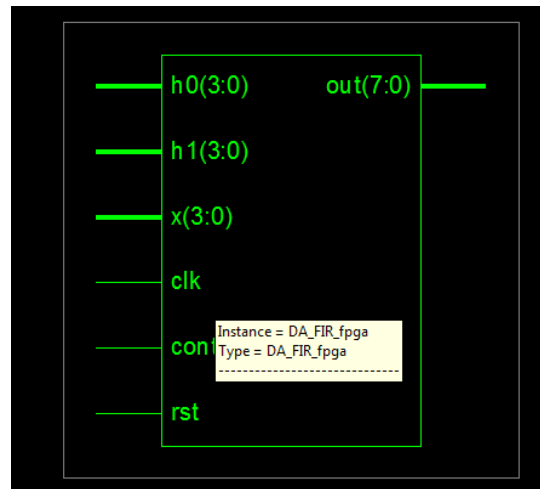 h0(3:0) out(7:0)
h1(3:0)
x(3:0)
clk
Instance = DA_FIR_fpga
cont
Type = DA_FIR_fpga
rst